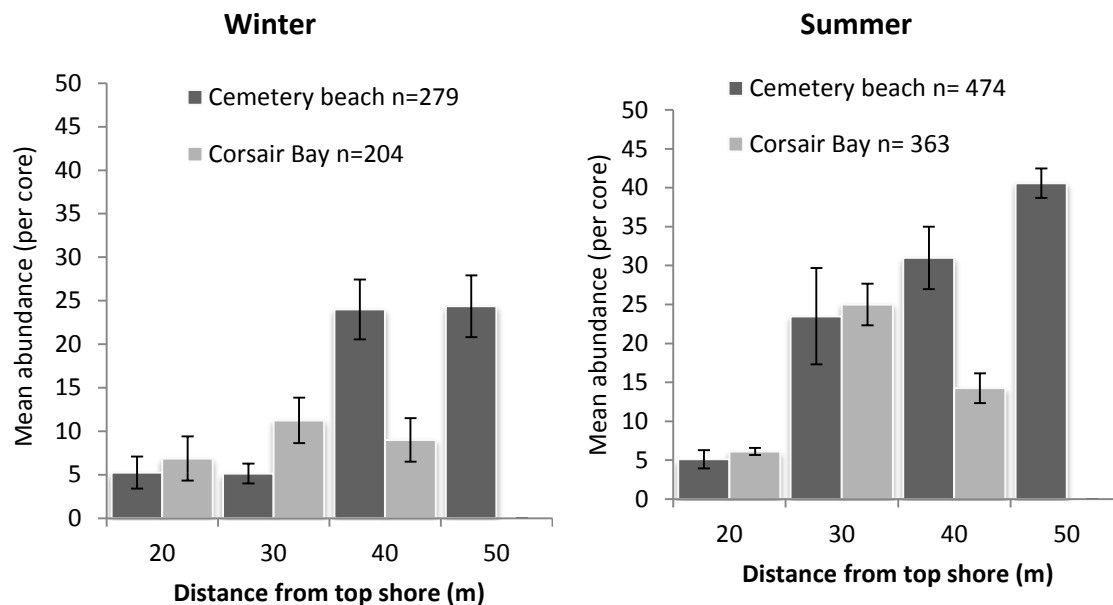 Winter
Mean abundance (per core)
50
45
40
35
30
25
20
15
10
5
0
Cemetery beach n=279
Corsair Bay n=204
20 30 40 50
Distance from top shore (m)
Summer
Mean abundance (per core)
50
45
40
35
30
25
20
15
10
5
0
Cemetery beach n= 474
Corsair Bay n= 363
20 30 40 50
Distance from top shore (m)